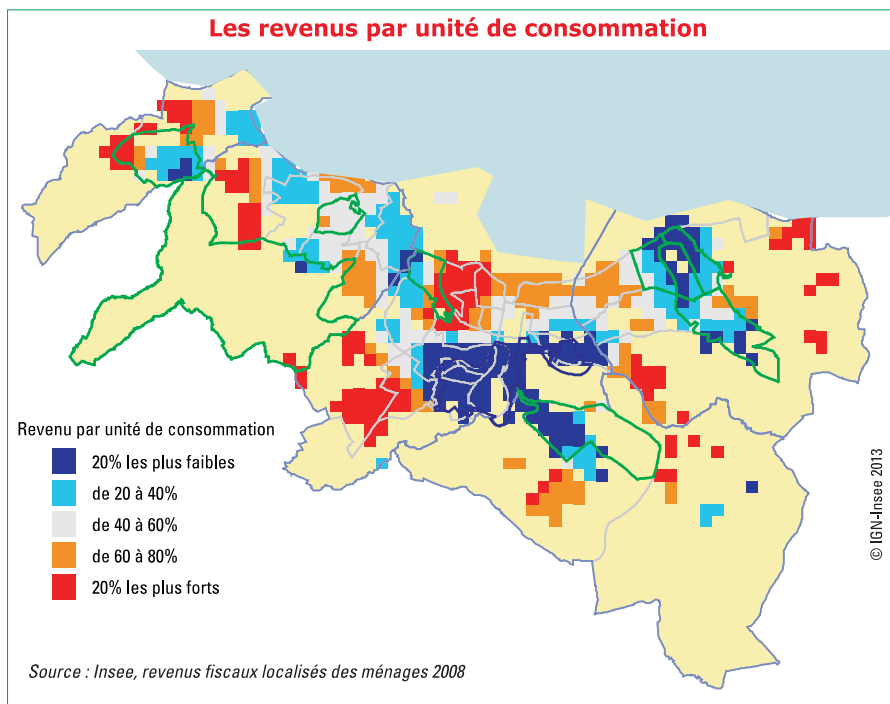 Les revenus par unité de consommation
Revenu par unité de consommation
20% les plus faibles
de 20 à 40%
de 40 à 60%
de 60 à 80%
20% les plus forts
© IGN-Insee 2013
Source : Insee, revenus fiscaux localisés des ménages 2008